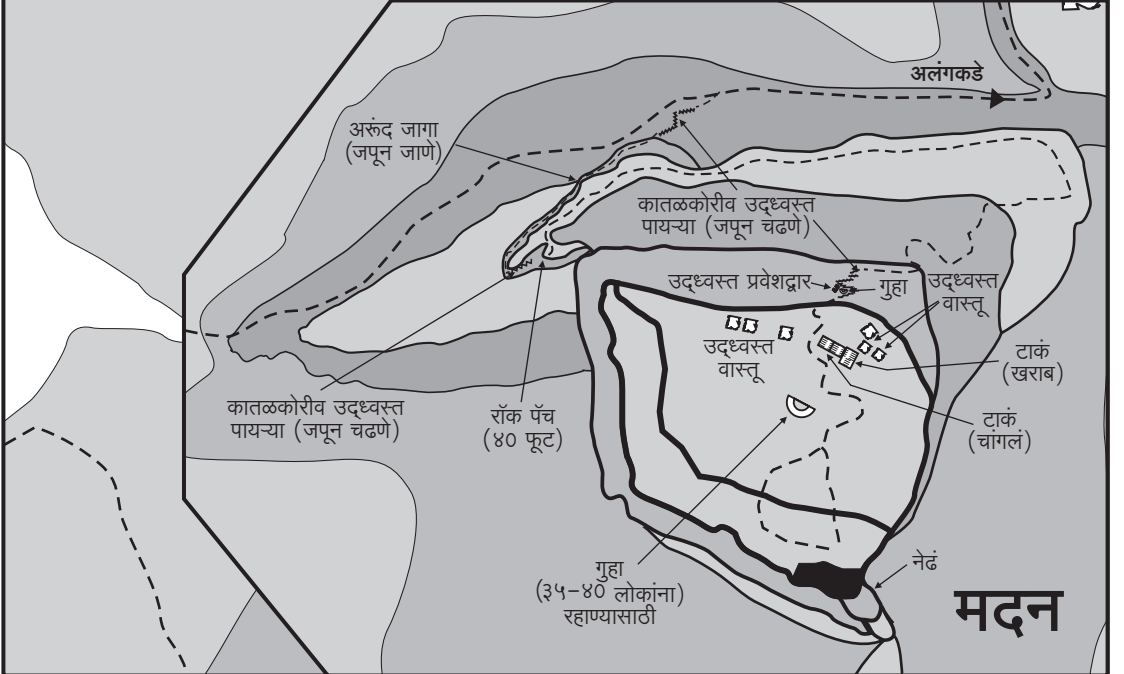 अलंगकडे
अरूंद जागा
(जपून जाणे)
कातळकोरीव उद्ध्वस्त
पायऱ्या (जपून चढणे)
उद्ध्वस्त प्रवेशद्वार
गुहा
उद्ध्वस्त
वास्तू
उद्ध्वस्त
वास्तू
टाकं
(खराब)
कातळकोरीव उद्ध्वस्त
पायऱ्या (जपून चढणे)
रॉक पॅच
(४० फूट)
टाकं
(चांगलं)
गुहा
(३५-४० लोकांना)
रहाण्यासाठी
नेढं
मदन